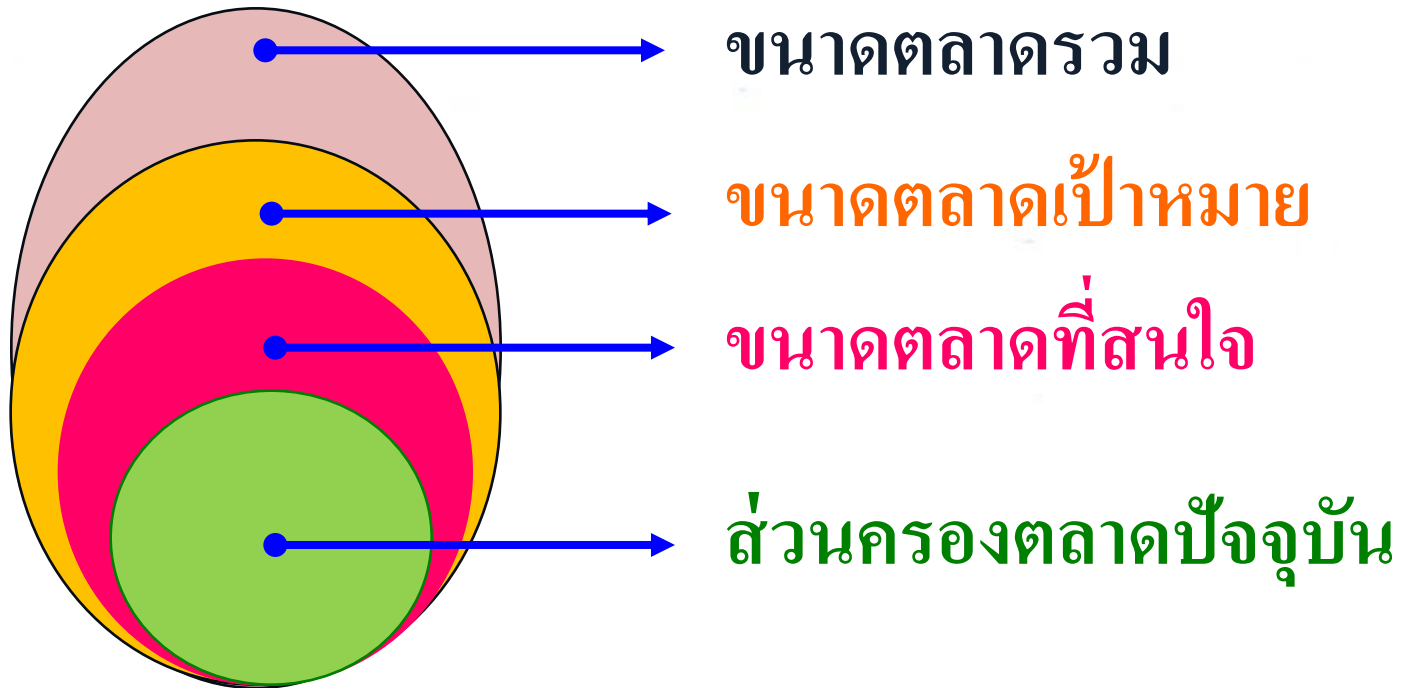 ขนาดตลาดรวม
ขนาดตลาดเป้าหมาย
ขนาดตลาดที่สนใจ
ส่วนครองตลาดปัจจุบัน